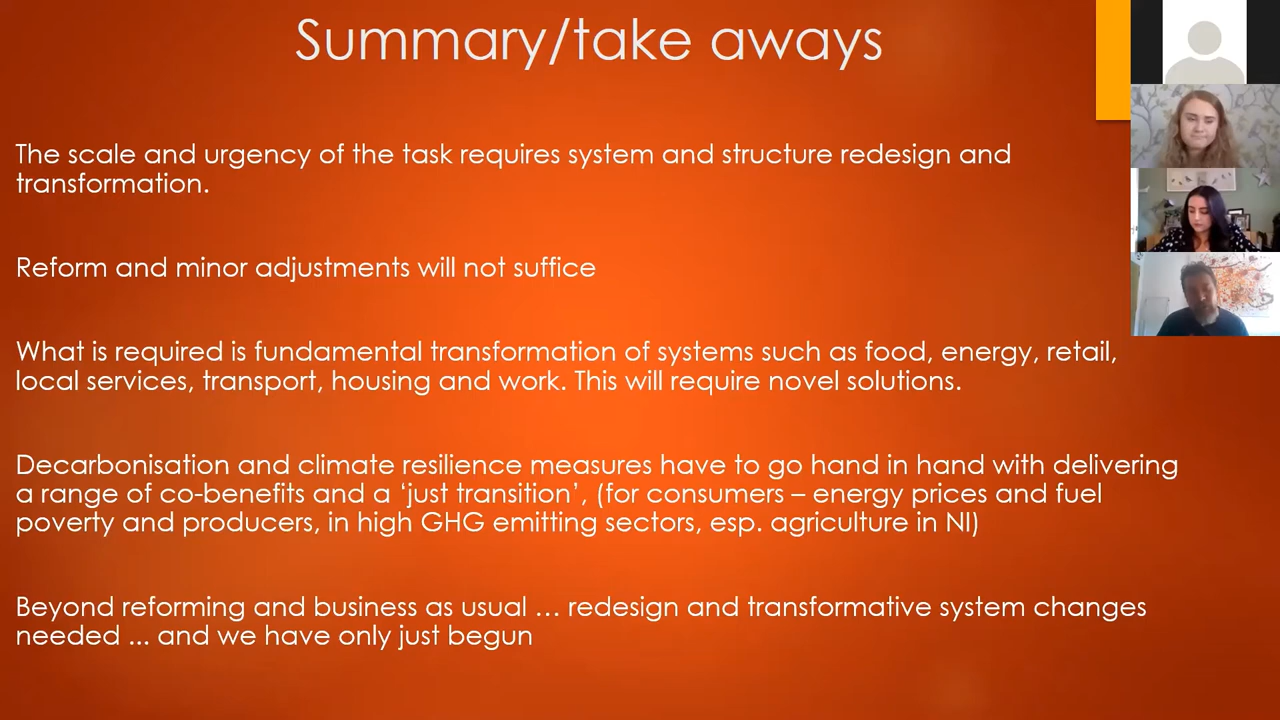 Summary/take aways
The scale and urgency of the task requires system and structure redesign and
transformation.
Reform and minor adjustments will not suffice
What is required is fundamental transformation of systems such as food, energy, retail,
local services, transport, housing and work. This will require novel solutions.
Decarbonisation and climate resilience measures have to go hand in hand with delivering
a range of co-benefits and a ‘just transition’, (for consumers – energy prices and fuel
poverty and producers, in high GHG emitting sectors, esp. agriculture in NI)
Beyond reforming and business as usual … redesign and transformative system changes
needed ... and we have only just begun